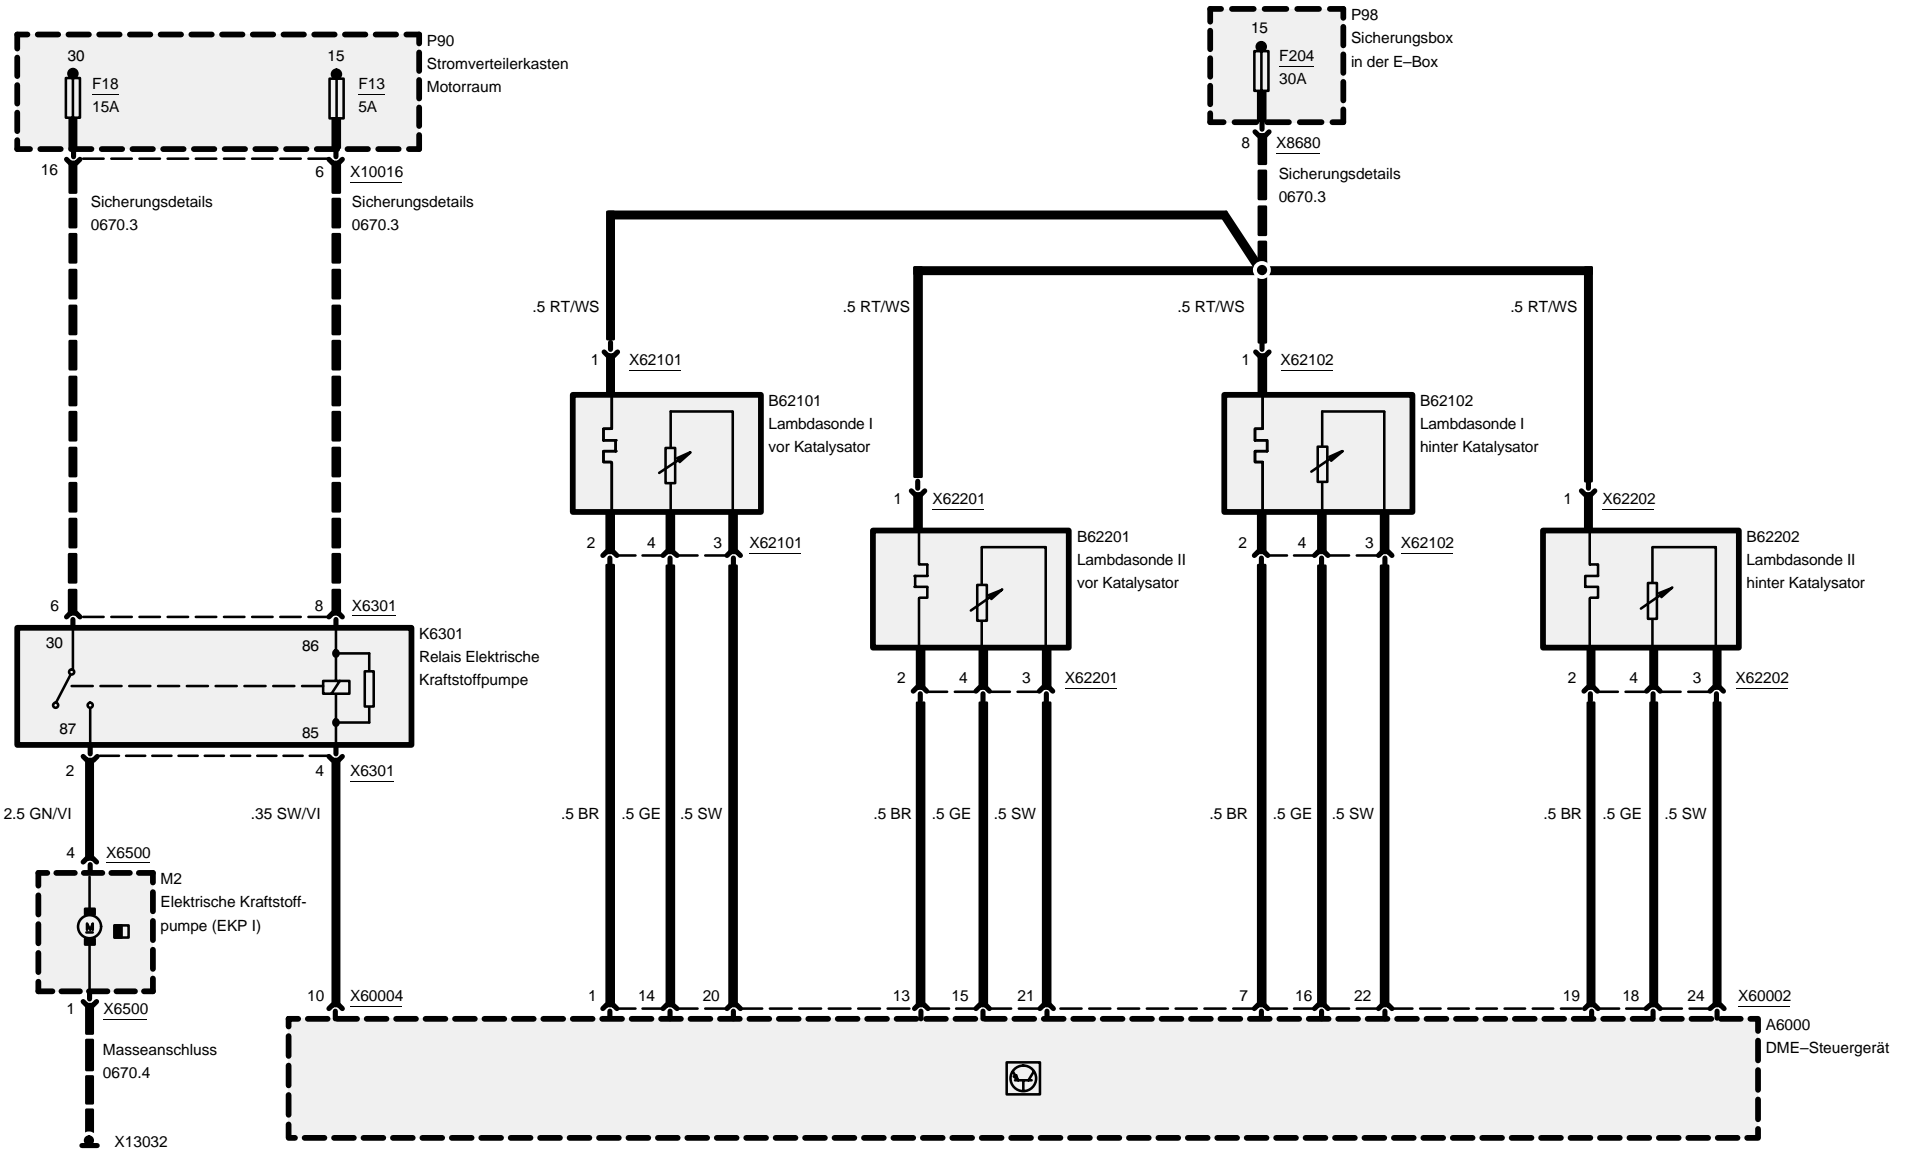 P90
Stromverteilerkasten
Motorraum
30
F18
15A
15
F13
5A
16
6
X10016
Sicherungsdetails
0670.3
Sicherungsdetails
0670.3
P98
Sicherungsbox
in der E–Box
15
F204
30A
8
X8680
Sicherungsdetails
0670.3
.5 RT/WS
.5 RT/WS
.5 RT/WS
.5 RT/WS
1
X62101
B62101
Lambdasonde I
vor Katalysator
2
4
3
X62101
1
X62201
B62201
Lambdasonde II
vor Katalysator
2
4
3
X62201
1
X62102
B62102
Lambdasonde I
hinter Katalysator
2
4
3
X62102
1
X62202
B62202
Lambdasonde II
hinter Katalysator
2
4
3
X62202
6
8
X6301
30
86
K6301
Relais Elektrische
Kraftstoffpumpe
87
85
2
4
X6301
2.5 GN/VI
.35 SW/VI
.5 BR
.5 GE
.5 SW
.5 BR
.5 GE
.5 SW
.5 BR
.5 GE
.5 SW
.5 BR
.5 GE
.5 SW
4
X6500
M2
Elektrische Kraftstoff-
pumpe (EKP I)
M
1
X6500
Masseanschluss
0670.4
X13032
10
X60004
1
14
20
13
15
21
7
16
22
19
18
24
X60002
A6000
DME–Steuergerät